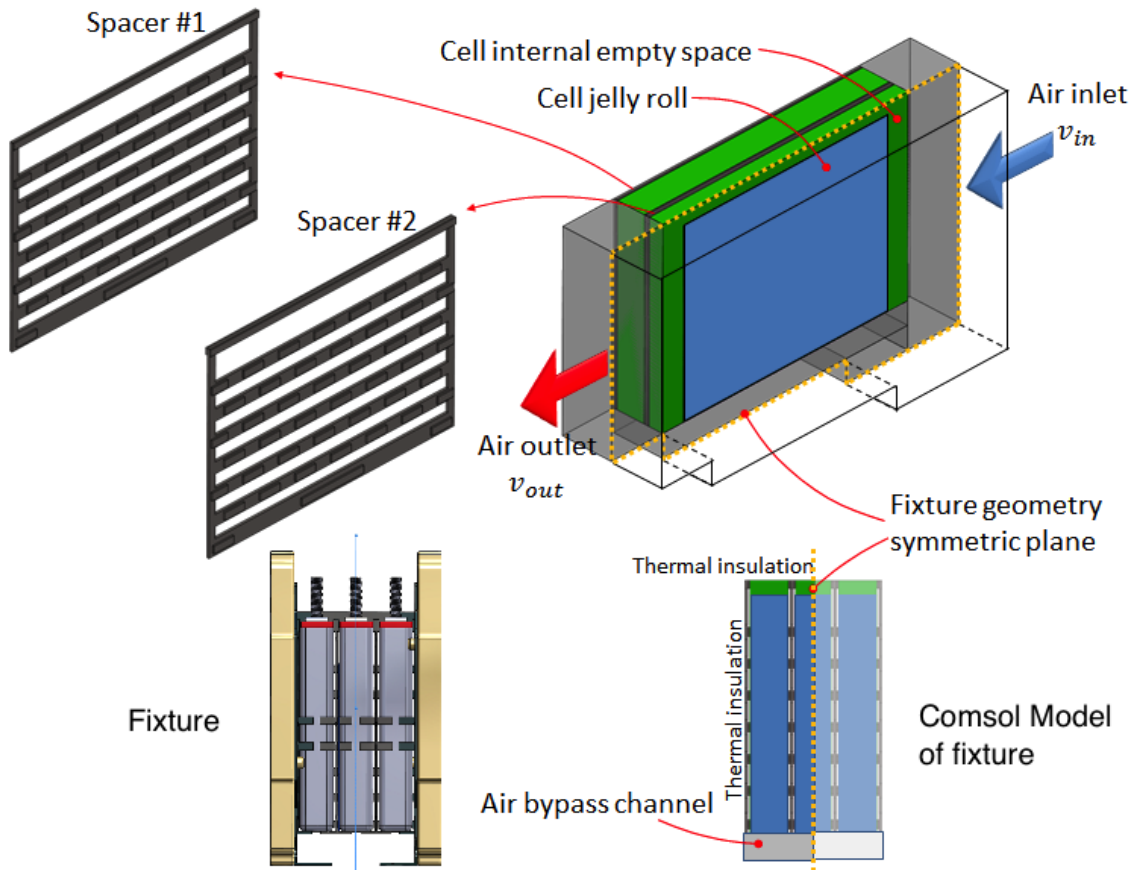 Spacer #1
Cell internal empty space
Cell jelly roll
Air inlet
v_in
Spacer #2
Air outlet
v_out
Fixture geometry
symmetric plane
Thermal insulation
Thermal insulation
Fixture
Comsol Model
of fixture
Air bypass channel